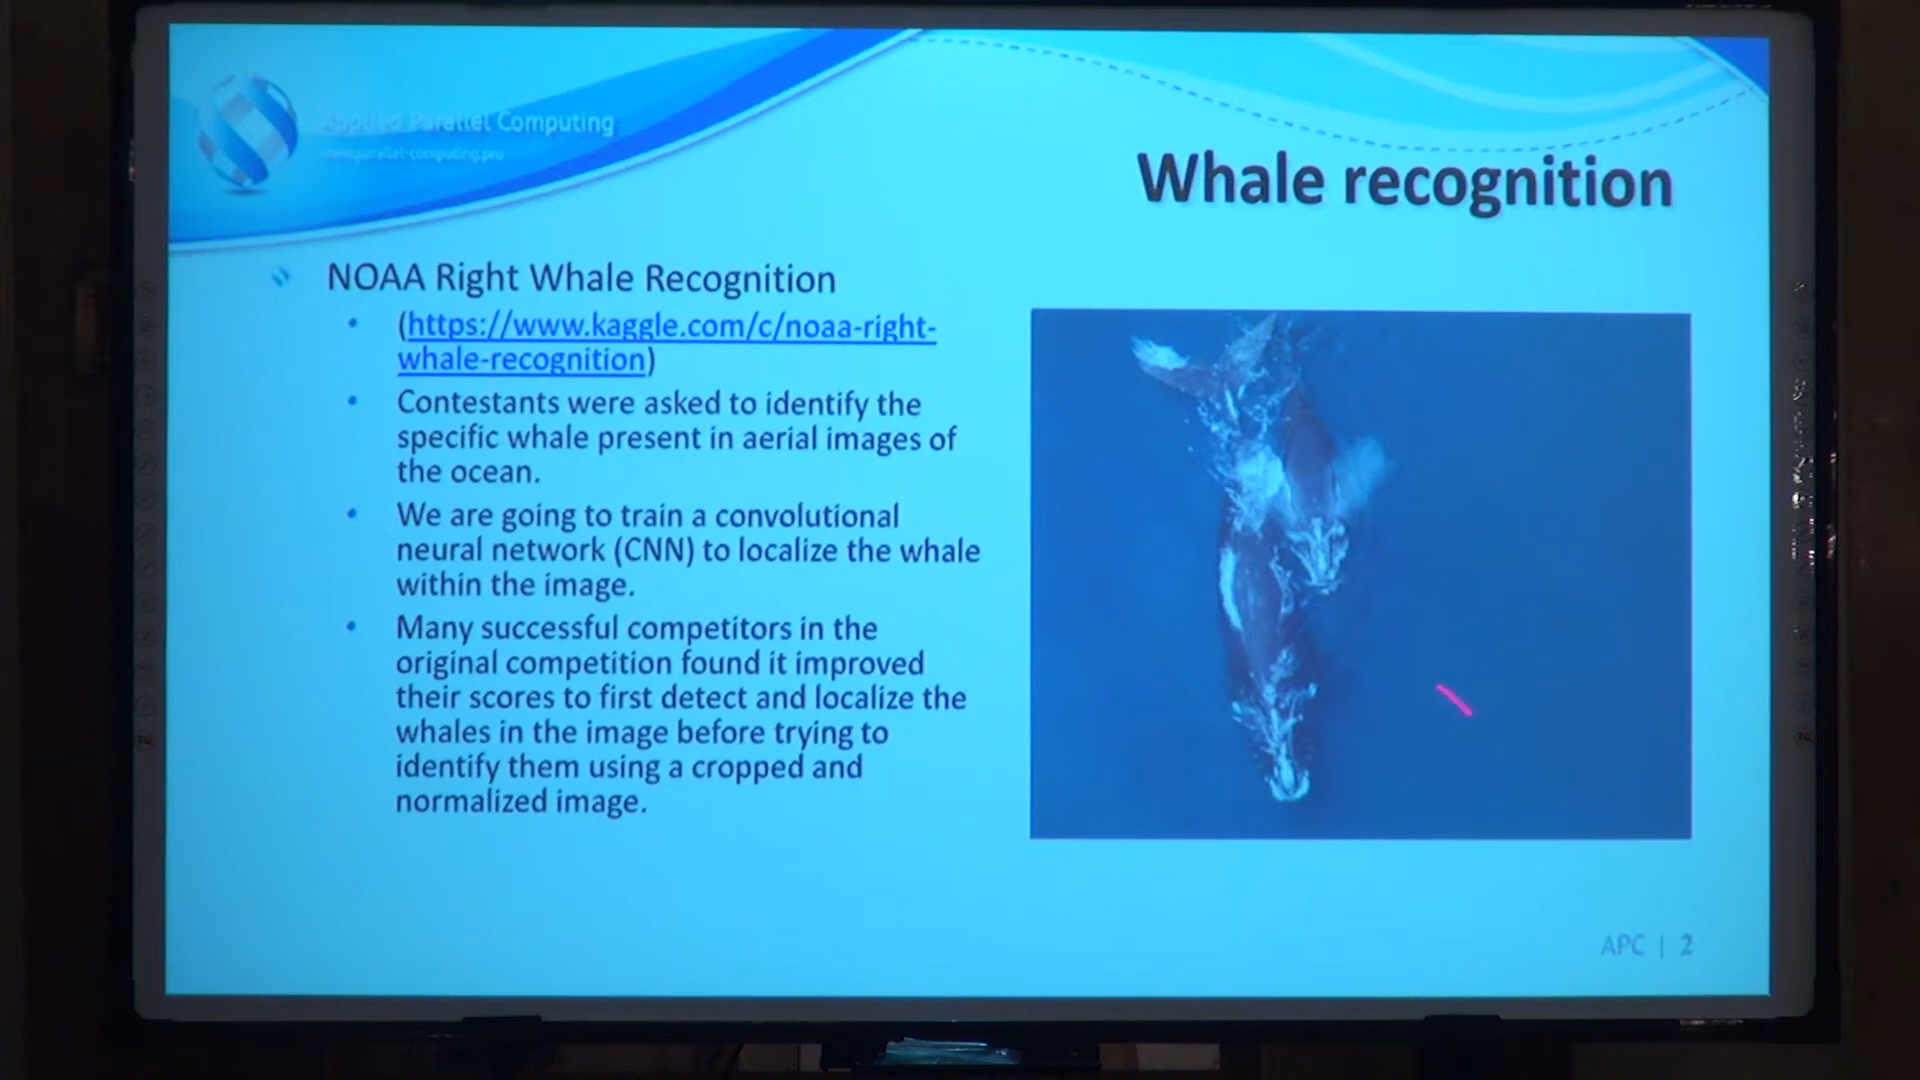 Applied Parallel Computing
www.parallel-computing.pro
Whale recognition
NOAA Right Whale Recognition
(https://www.kaggle.com/c/noaa-right-
whale-recognition)
Contestants were asked to identify the
specific whale present in aerial images of
the ocean.
We are going to train a convolutional
neural network (CNN) to localize the whale
within the image.
Many successful competitors in the
original competition found it improved
their scores to first detect and localize the
whales in the image before trying to
identify them using a cropped and
normalized image.
APC | 2